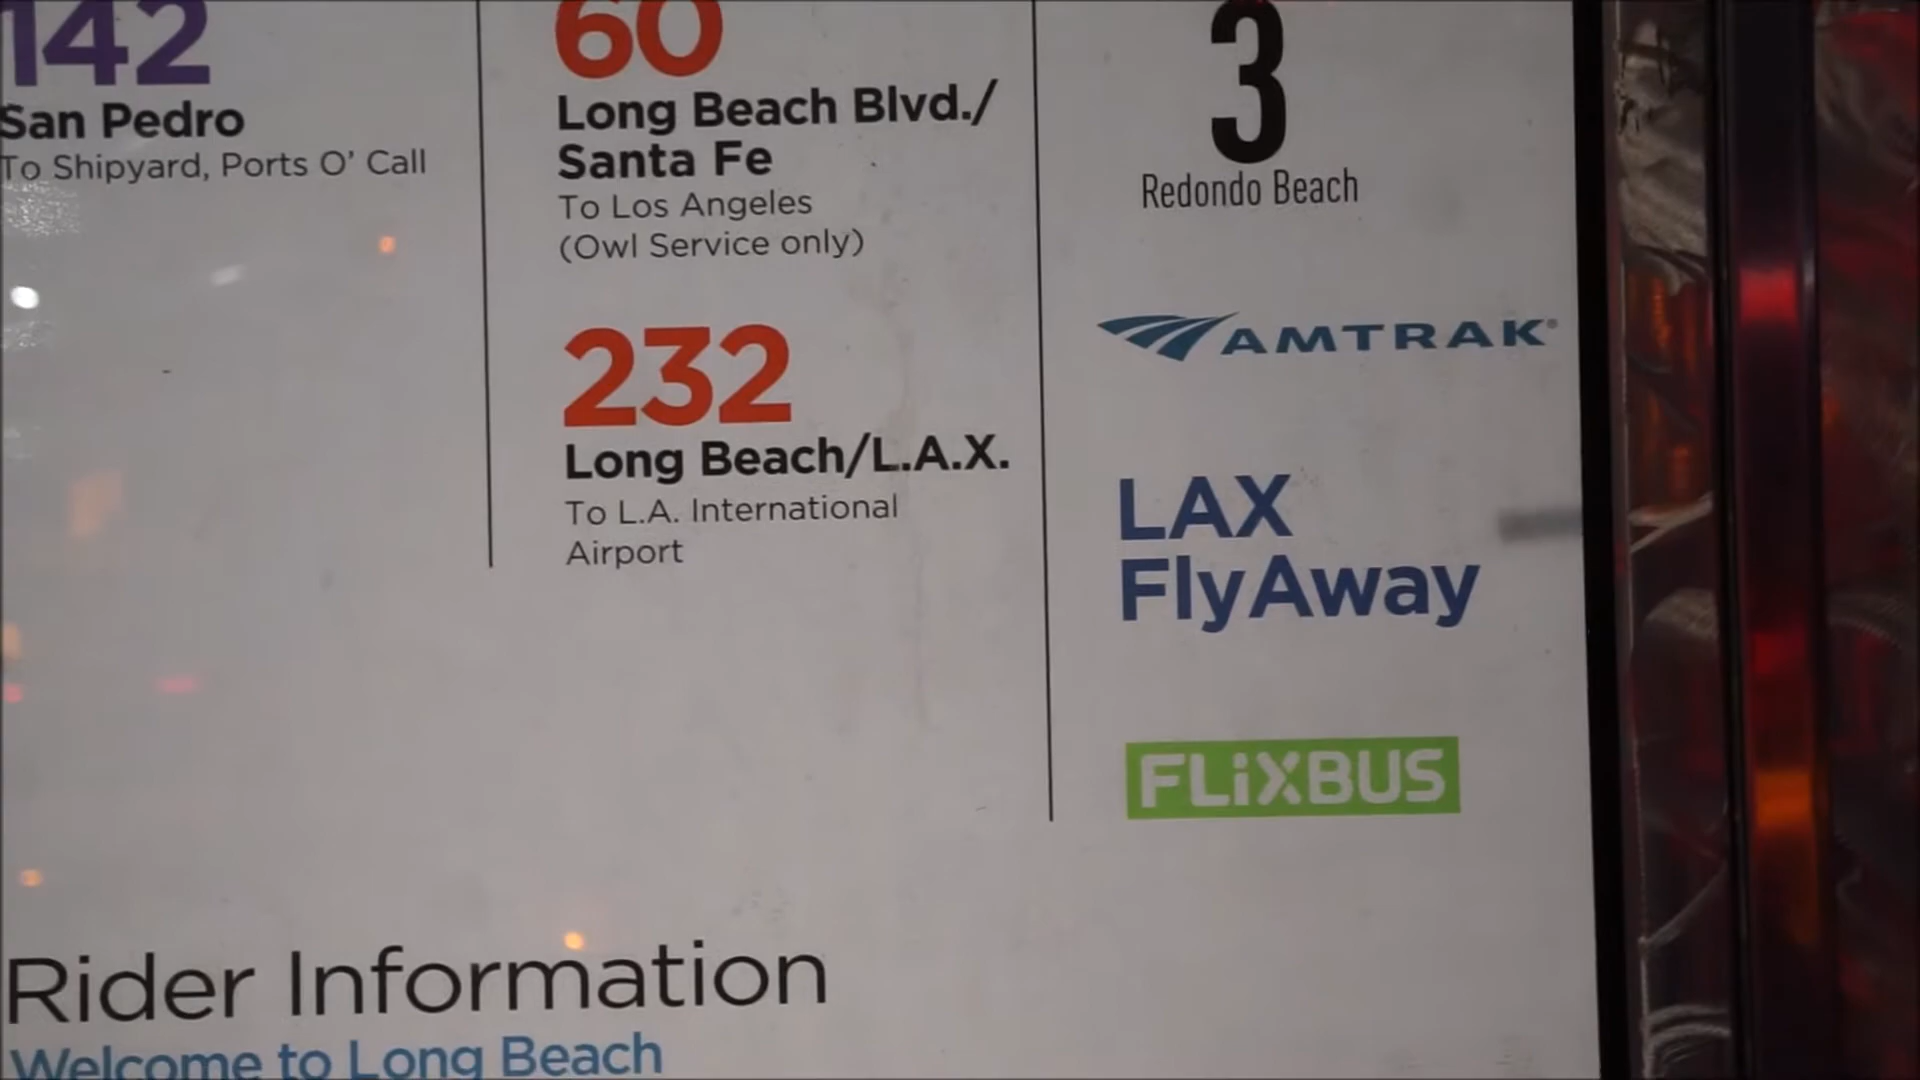 142
San Pedro
To Shipyard, Ports O' Call
60
Long Beach Blvd./
Santa Fe
To Los Angeles
(Owl Service only)
232
Long Beach/L.A.X.
To L.A. International
Airport
3
Redondo Beach
AMTRAK®
LAX
FlyAway
FLiXBUS
Rider Information
Welcome to Long Beach